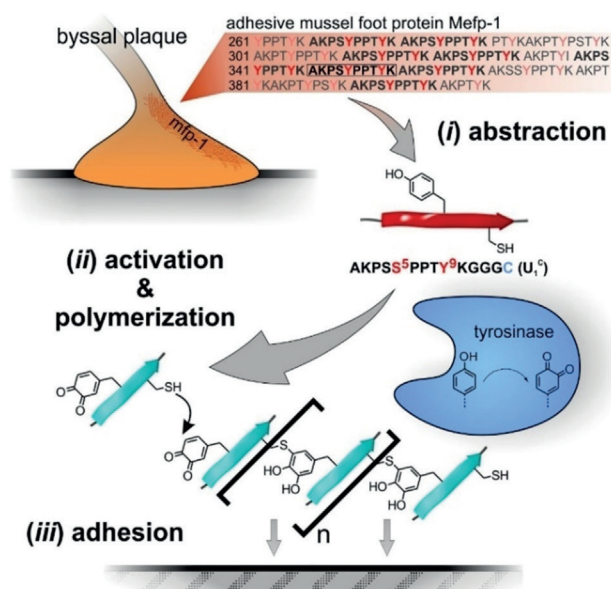 adhesive mussel foot protein Mefp-1
byssal plaque
261 YPPTYK AKPSYPPTYK AKPSYPPTYK PTYKAKPTYPSTYK
301 AKPTYPPTYK AKPSYPPTYK AKPSYPPTYK AKPTYI AKPS
341 YPPTYK AKPSYPPTYK AKPSYPPTYK AKSSYPPTYK AKPT
381 YKAKPTYPSYK AKPSYPPTYK AKPTYK
mfp-1
(i) abstraction
HO
SH
AKPSS⁵PPTY⁹KGGGC (U₁ᶜ)
(ii) activation
&
polymerization
tyrosinase
OH
O
O
O
O
SH
O
O
S
HO
OH
S
HO
OH
SH
n
(iii) adhesion